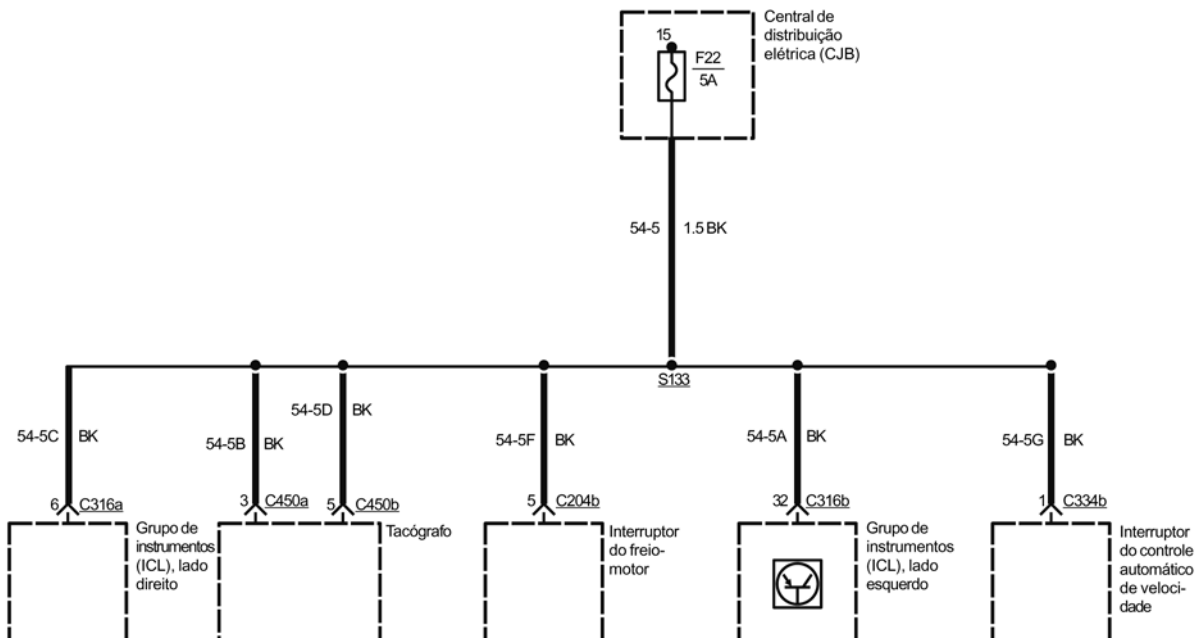 Central de
distribuição
elétrica (CJB)
15
F22
5A
54-5
1.5 BK
S133
54-5C
BK
54-5B
BK
54-5D
BK
54-5F
BK
54-5A
BK
54-5G
BK
6
C316a
3
C450a
5
C450b
5
C204b
32
C316b
1
C334b
Grupo de
instrumentos
(ICL), lado
direito
Tacógrafo
Interruptor
do freio-
motor
Grupo de
instrumentos
(ICL), lado
esquerdo
Interruptor
do controle
automático
de veloci-
dade